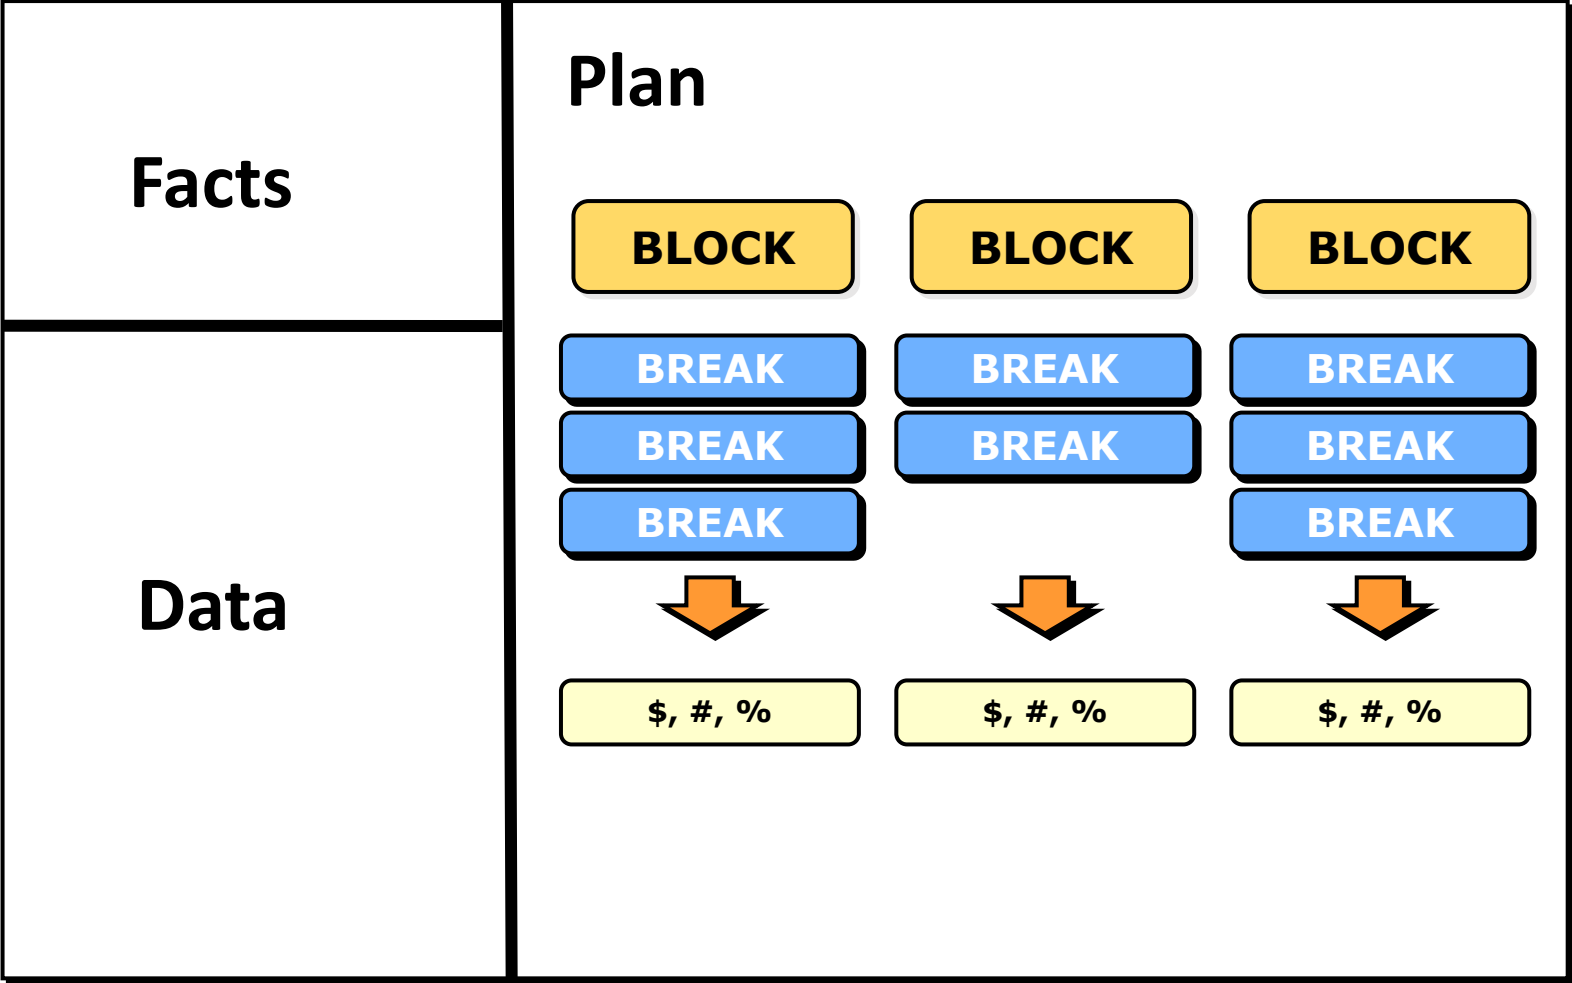 Facts
Data
Plan
BLOCK
BREAK
BREAK
BREAK
$, #, %
BLOCK
BREAK
BREAK
$, #, %
BLOCK
BREAK
BREAK
BREAK
$, #, %